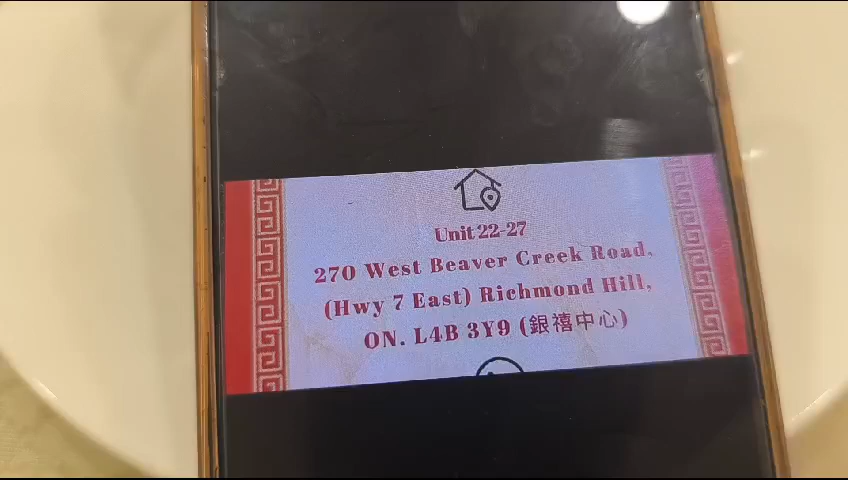 Unit 22-27
270 West Beaver Creek Road,
(Hwy 7 East) Richmond Hill,
ON. L4B 3Y9 (銀禧中心)